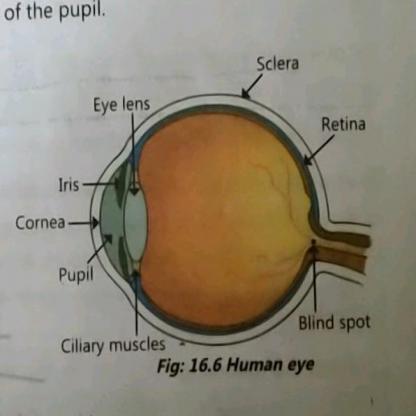 of the pupil.
Sclera
Eye lens
Retina
Iris
Cornea
Pupil
Blind spot
Ciliary muscles
Fig: 16.6 Human eye